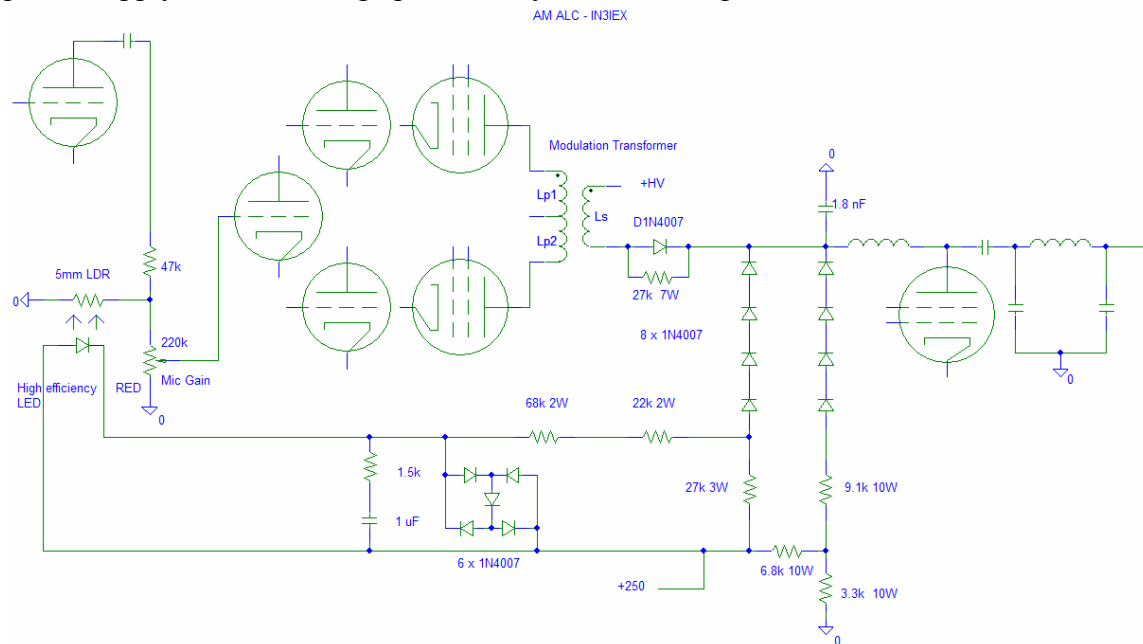 AM ALC - IN3IEX
Modulation Transformer
+HV
0
1.8 nF
Lp1
Ls
D1N4007
Lp2
47k
5mm LDR
27k 7W
0
8 x 1N4007
220k
High efficiency
LED
RED
Mic Gain
0
0
68k 2W
22k 2W
1.5k
27k 3W
9.1k 10W
1 uF
6 x 1N4007
6.8k 10W
+250
3.3k 10W
0